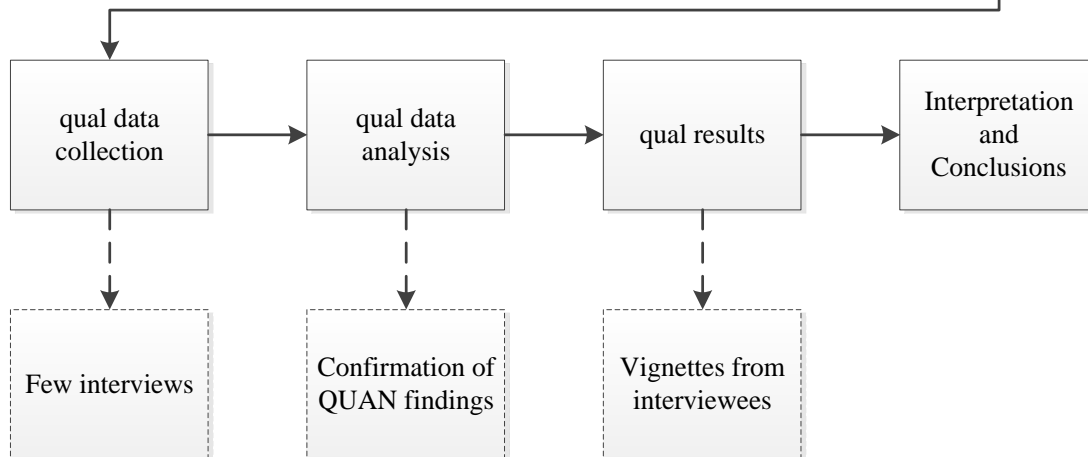 qual data
collection
qual data
analysis
qual results
Interpretation
and
Conclusions
Few interviews
Confirmation of
QUAN findings
Vignettes from
interviewees